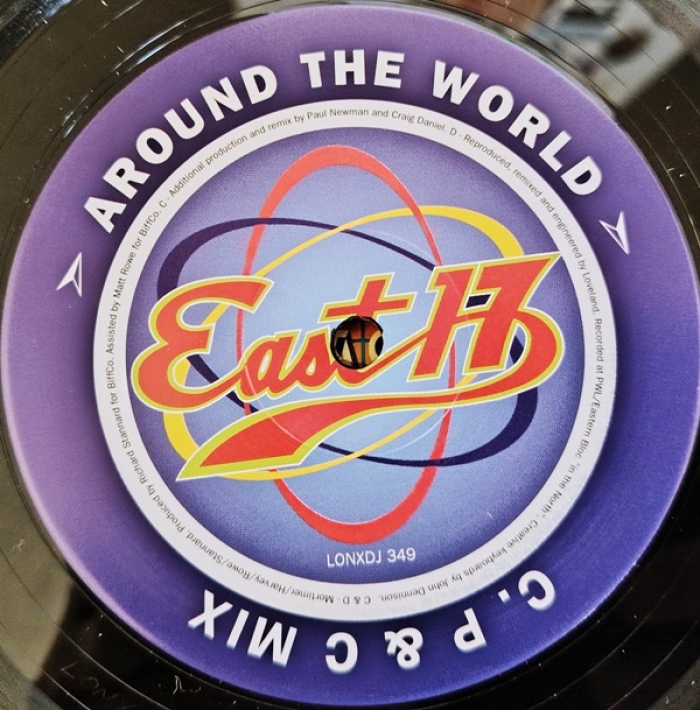 AROUND THE WORLD
C - Additional production and remix by Paul Newman and Craig Daniel. D - Reproduced, remixed and engineered by Loveland. Recorded at PWL/Eastern Bloc "in the North". Creative keyboards by John Dennison. C & D - Mortimer/Harvey/Rowe/Stannard. Produced by Richard Stannard for BiffCo. Assisted by Matt Rowe for BiffCo.
East 17
LONXDJ 349
C. P & C MIX